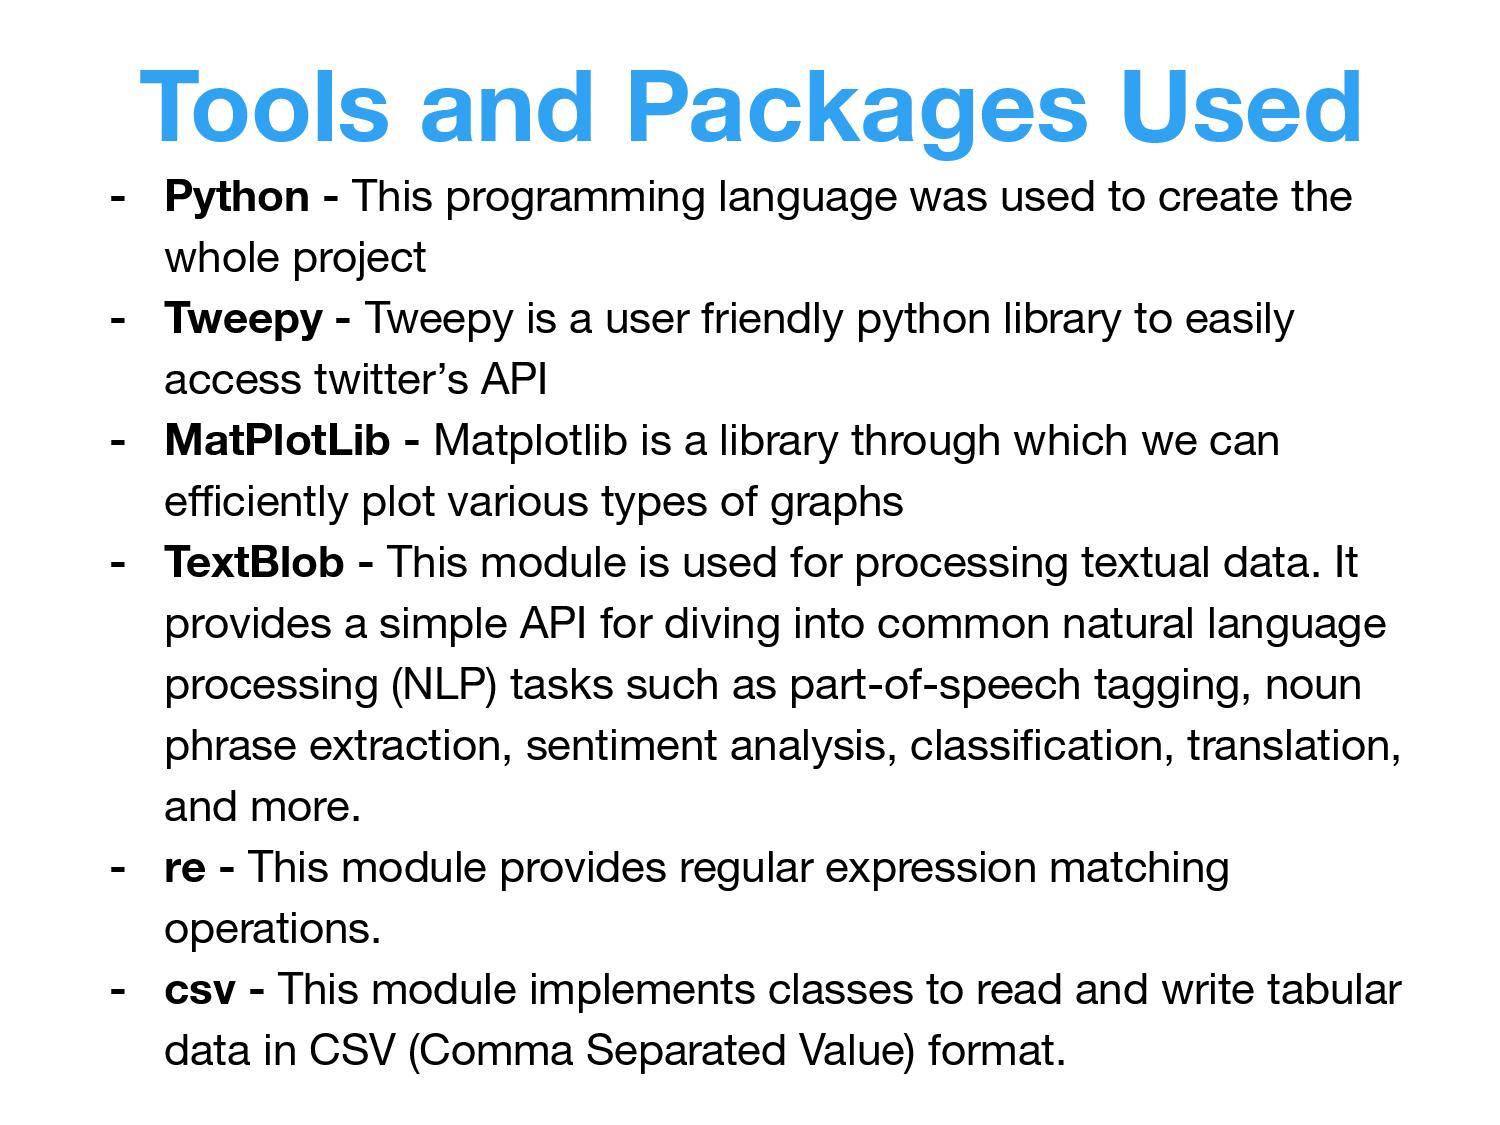 Tools and Packages Used
- Python - This programming language was used to create the
whole project
- Tweepy - Tweepy is a user friendly python library to easily
access twitter’s API
- MatPlotLib - Matplotlib is a library through which we can
efficiently plot various types of graphs
- TextBlob - This module is used for processing textual data. It
provides a simple API for diving into common natural language
processing (NLP) tasks such as part-of-speech tagging, noun
phrase extraction, sentiment analysis, classification, translation,
and more.
- re - This module provides regular expression matching
operations.
- csv - This module implements classes to read and write tabular
data in CSV (Comma Separated Value) format.